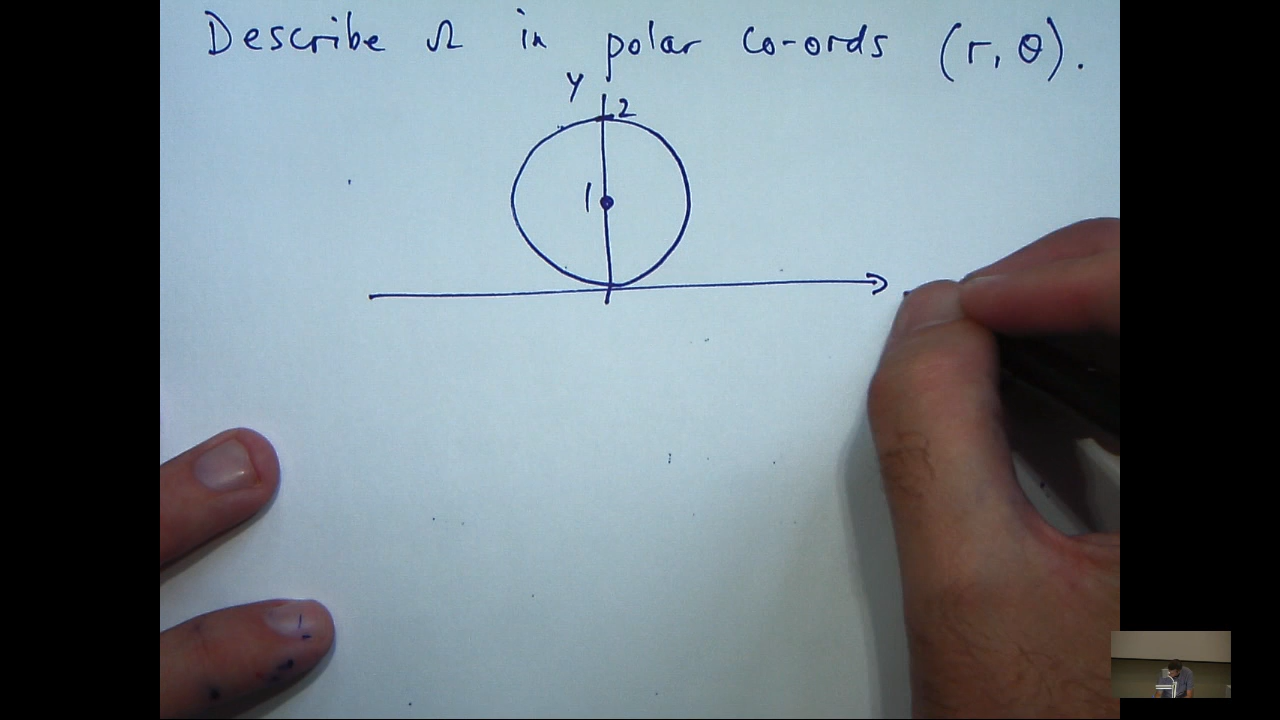 Describe Ω in polar co-ords (r, θ).
y
2
1